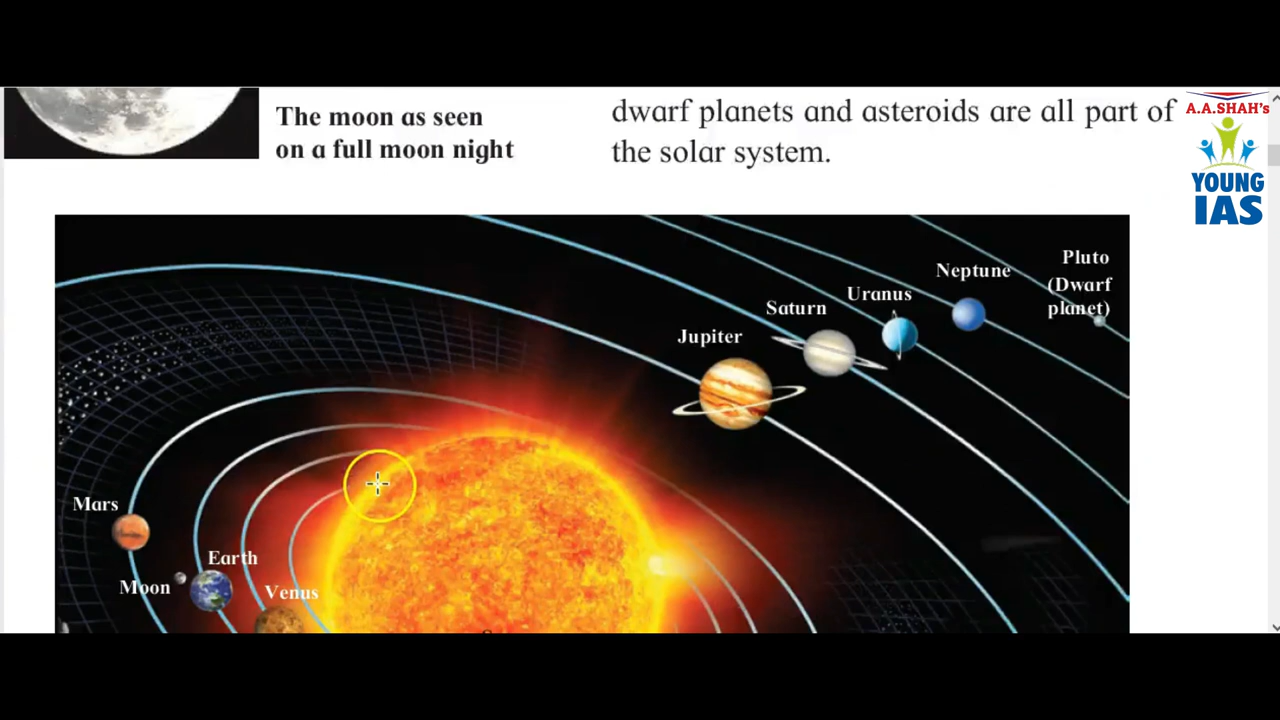 The moon as seen
on a full moon night
dwarf planets and asteroids are all part of
the solar system.
A.A.SHAH's
YOUNG
IAS
Pluto
(Dwarf
planet)
Neptune
Uranus
Saturn
Jupiter
Mars
Earth
Moon
Venus